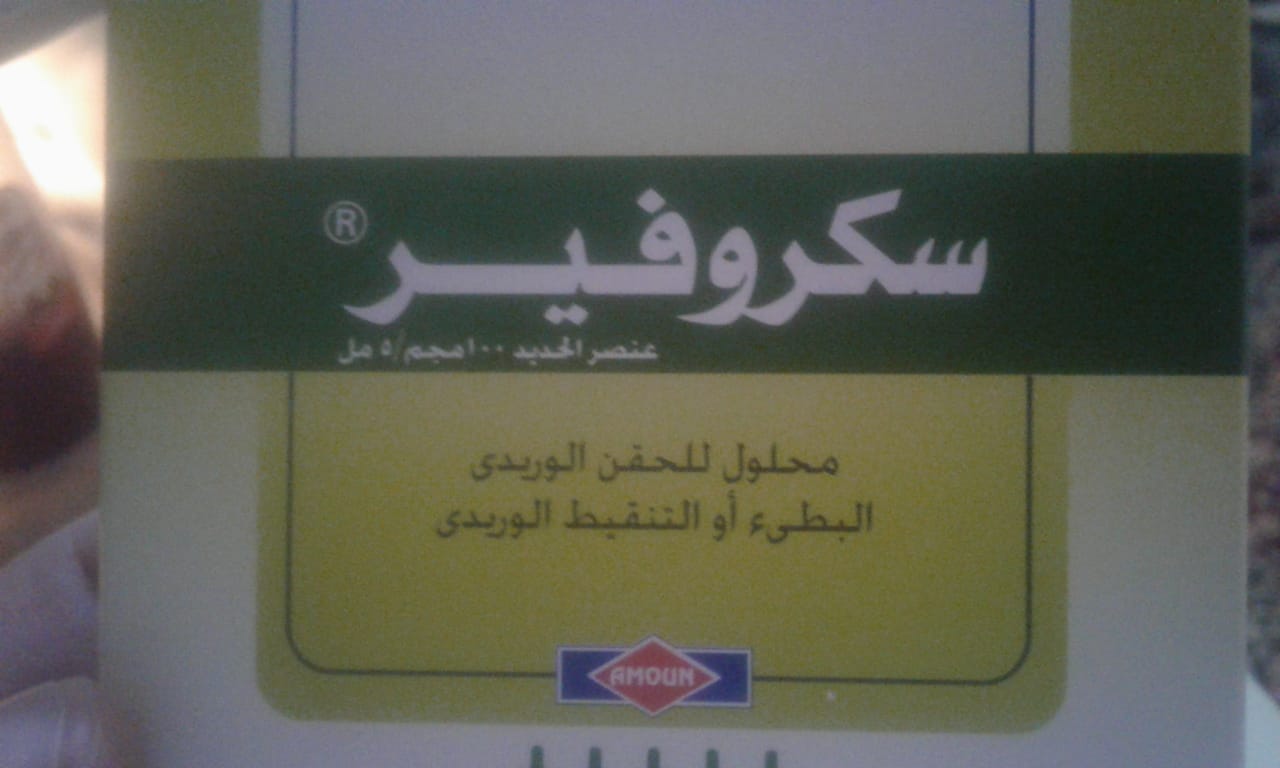 سكروفير ®
عنصر الحديد ١٠٠مجم/٥ مل
محلول للحقن الوريدى
البطىء أو التنقيط الوريدى
AMOUN